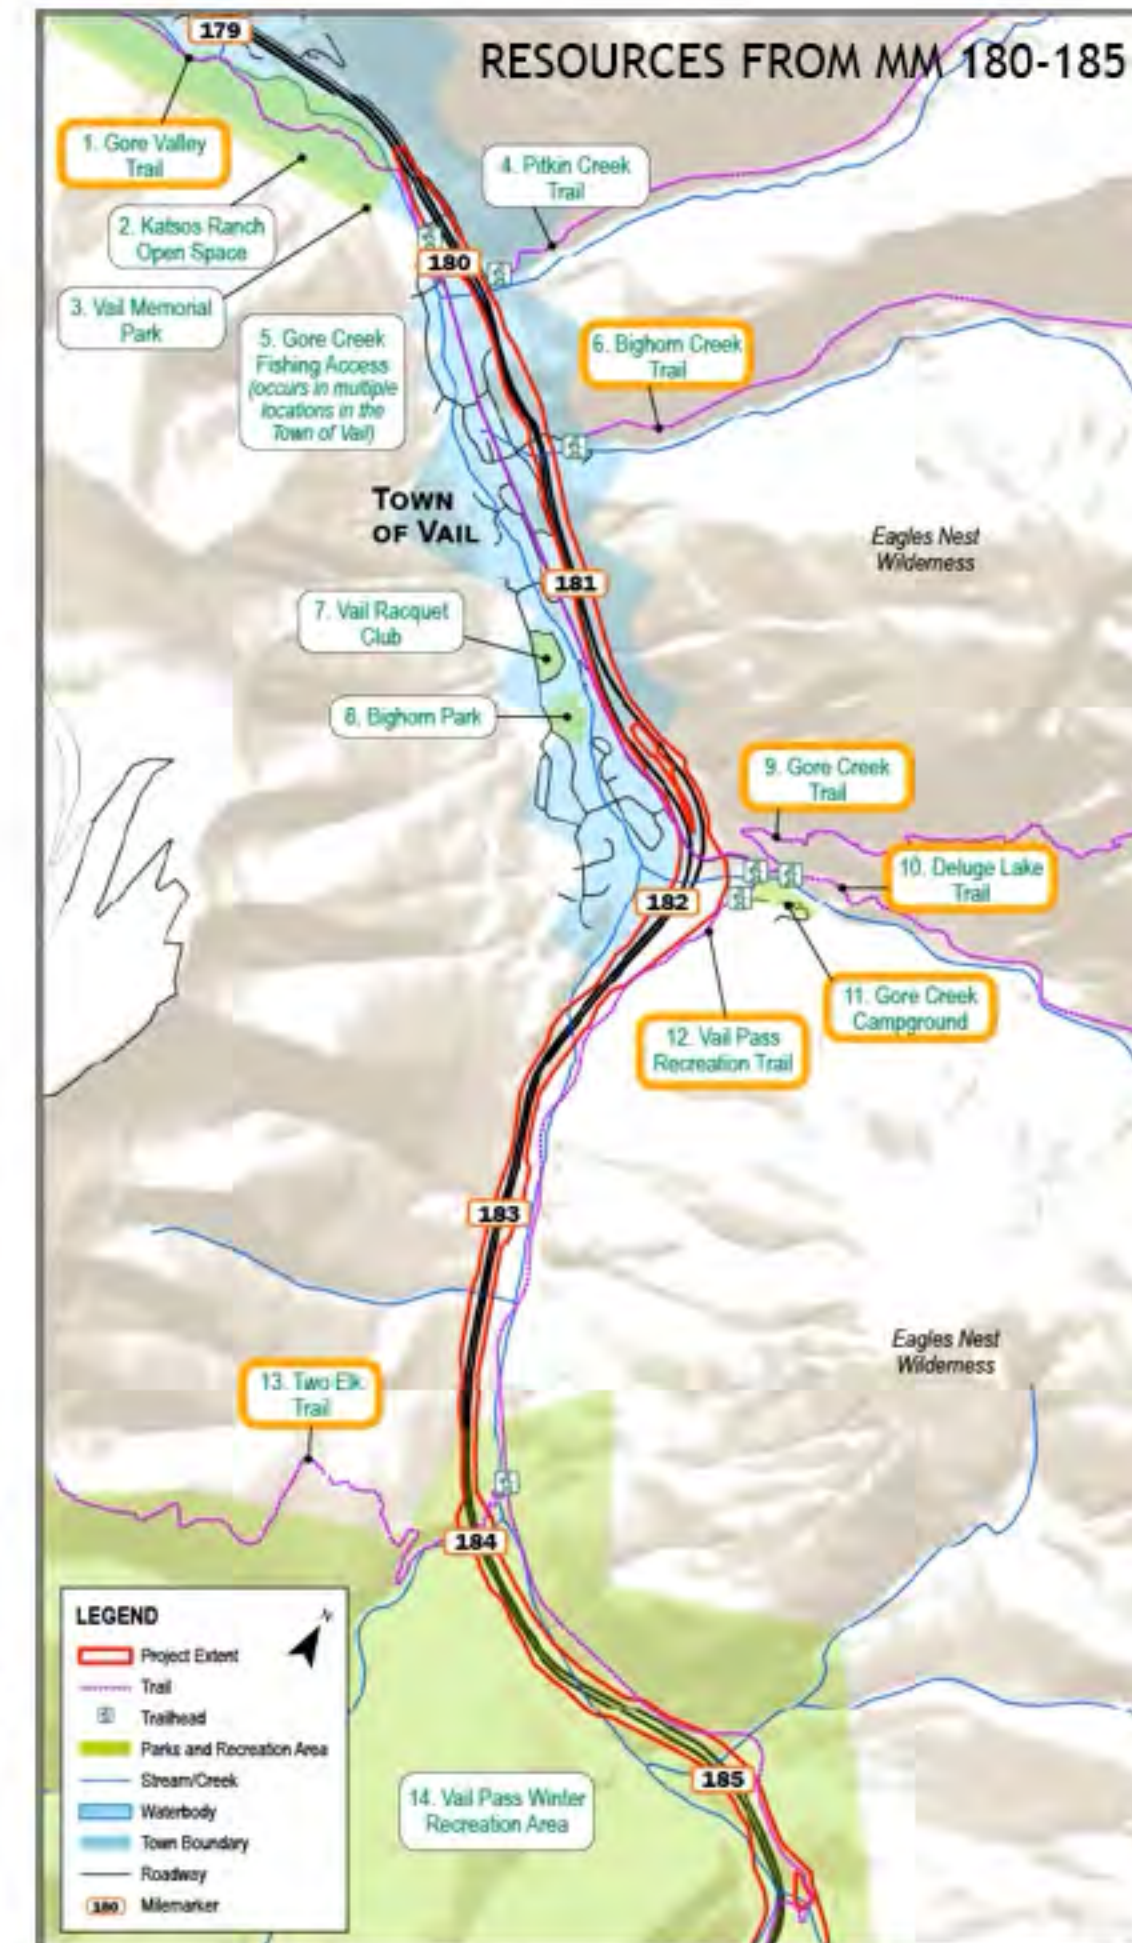 179
RESOURCES FROM MM 180-185
1. Gore Valley
Trail
4. Pitkin Creek
Trail
2. Katsos Ranch
Open Space
180
3. Vail Memorial
Park
5. Gore Creek
Fishing Access
(occurs in multiple
locations in the
Town of Vail)
6. Bighorn Creek
Trail
TOWN
OF VAIL
Eagles Nest
Wilderness
181
7. Vail Racquet
Club
8. Bighorn Park
9. Gore Creek
Trail
10. Deluge Lake
Trail
182
11. Gore Creek
Campground
12. Vail Pass
Recreation Trail
183
Eagles Nest
Wilderness
13. Two Elk
Trail
184
LEGEND
N
Project Extent
Trail
Trailhead
Parks and Recreation Area
Stream/Creek
Waterbody
Town Boundary
Roadway
180 Milemarker
185
14. Vail Pass Winter
Recreation Area